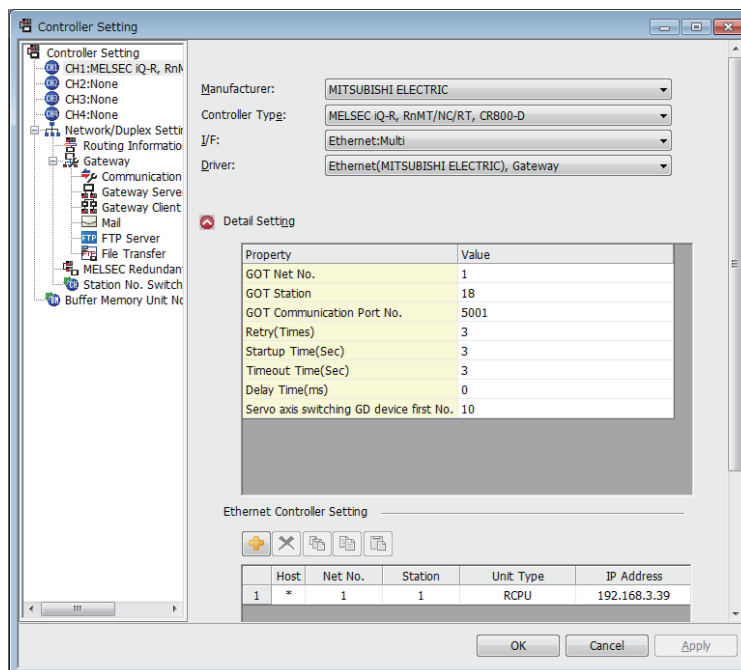 Controller Setting
Controller Setting
CH1:MELSEC iQ-R, RnM
CH2:None
CH3:None
CH4:None
Network/Duplex Settin
Routing Informatio
Gateway
Communication
Gateway Serve
Gateway Client
Mail
FTP FTP Server
File Transfer
MELSEC Redundan
Station No. Switch
Buffer Memory Unit No
Manufacturer: MITSUBISHI ELECTRIC
Controller Type: MELSEC iQ-R, RnMT/NC/RT, CR800-D
I/F: Ethernet:Multi
Driver: Ethernet(MITSUBISHI ELECTRIC), Gateway
Detail Setting
Property Value
GOT Net No. 1
GOT Station 18
GOT Communication Port No. 5001
Retry(Times) 3
Startup Time(Sec) 3
Timeout Time(Sec) 3
Delay Time(ms) 0
Servo axis switching GD device first No. 10
Ethernet Controller Setting
Host Net No. Station Unit Type IP Address
1 * 1 1 RCPU 192.168.3.39
OK Cancel Apply